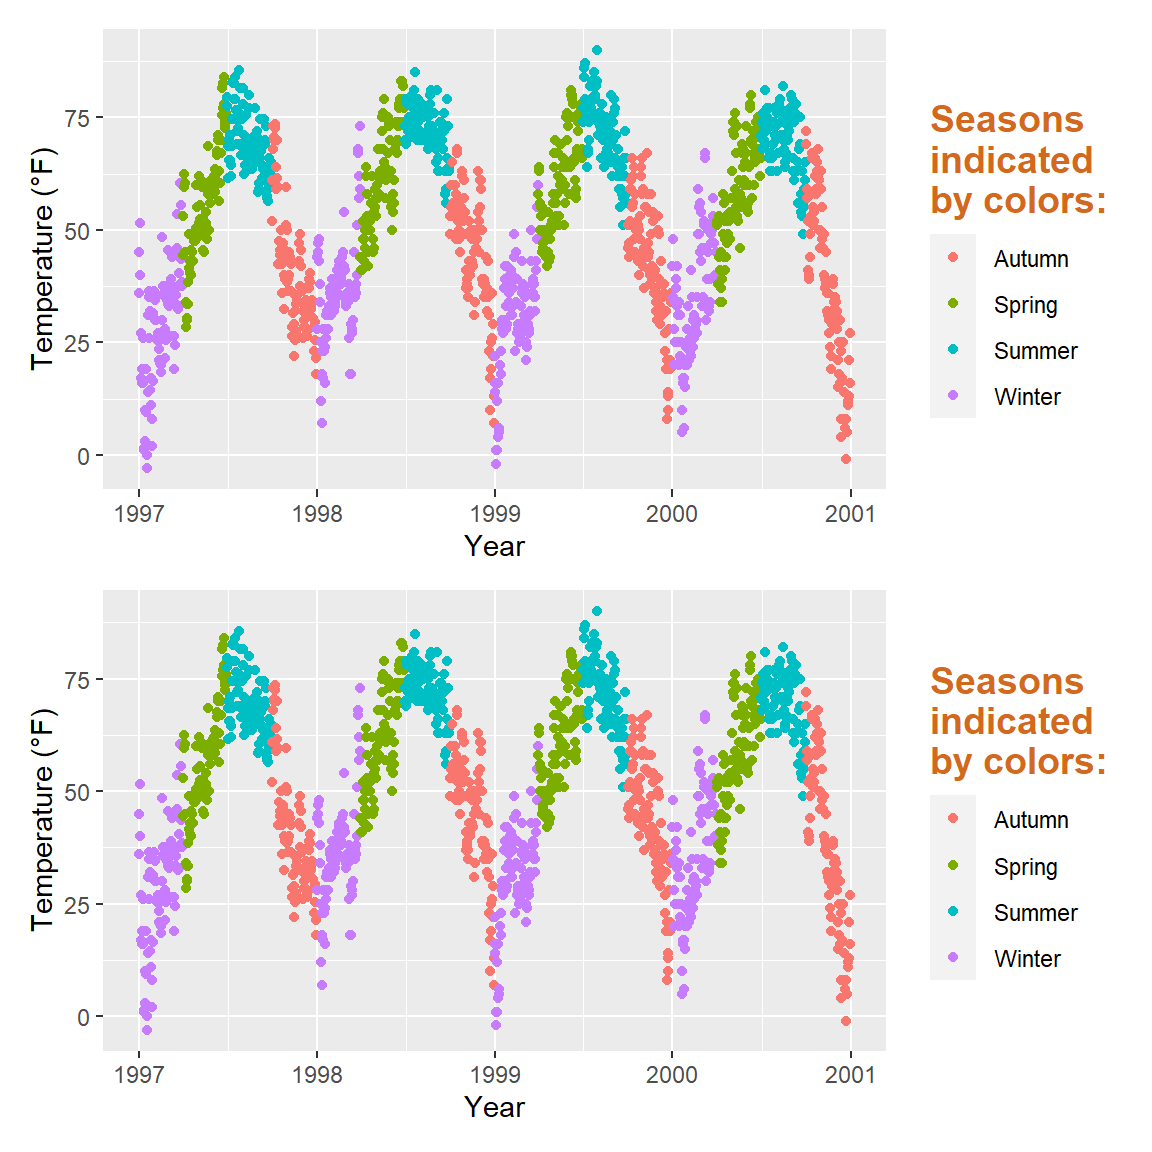 75
50
25
0
Temperature (°F)
1997 1998 1999 2000 2001
Year
Seasons
indicated
by colors:
Autumn
Spring
Summer
Winter
75
50
25
0
Temperature (°F)
1997 1998 1999 2000 2001
Year
Seasons
indicated
by colors:
Autumn
Spring
Summer
Winter